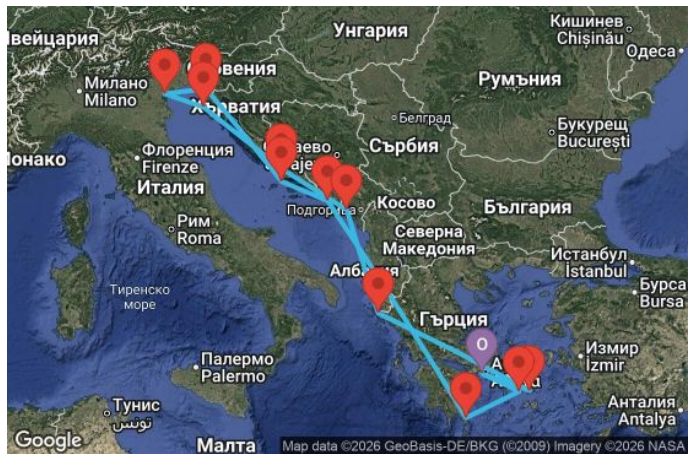 Кишинев
Chișinău
Швейцария
Унгария
Одеса
Милано
Milano
Словения
Румъния
Хърватия
Белград
Букурещ
București
Монако
Флоренция
Firenze
Сърбия
Италия
Подгорица
Косово
България
Рим
Roma
Северна
Македония
Истанбул
İstanbul
Албания
Тиренско
море
Бурса
Bursa
Гърция
O
Измир
İzmir
Палермо
Palermo
Тунис
تونس
Анталия
Antalya
Google
Малта
Map data ©2026 GeoBasis-DE/BKG (©2009) Imagery ©2026 NASA